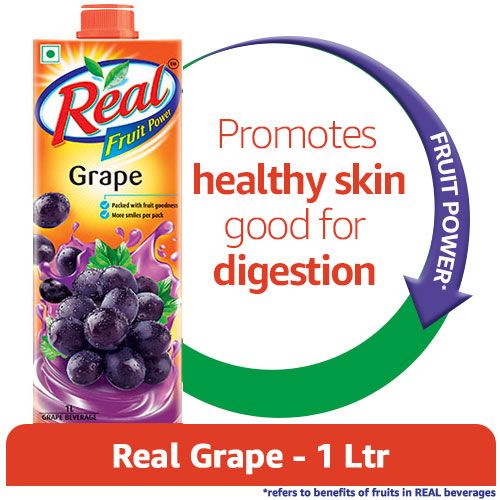 Real™
Fruit Power
Grape
Packed with fruit goodness
More smiles per pack
1L
GRAPE BEVERAGE
Promotes
healthy skin
good for
digestion
FRUIT POWER*
Real Grape - 1 Ltr
*refers to benefits of fruits in REAL beverages